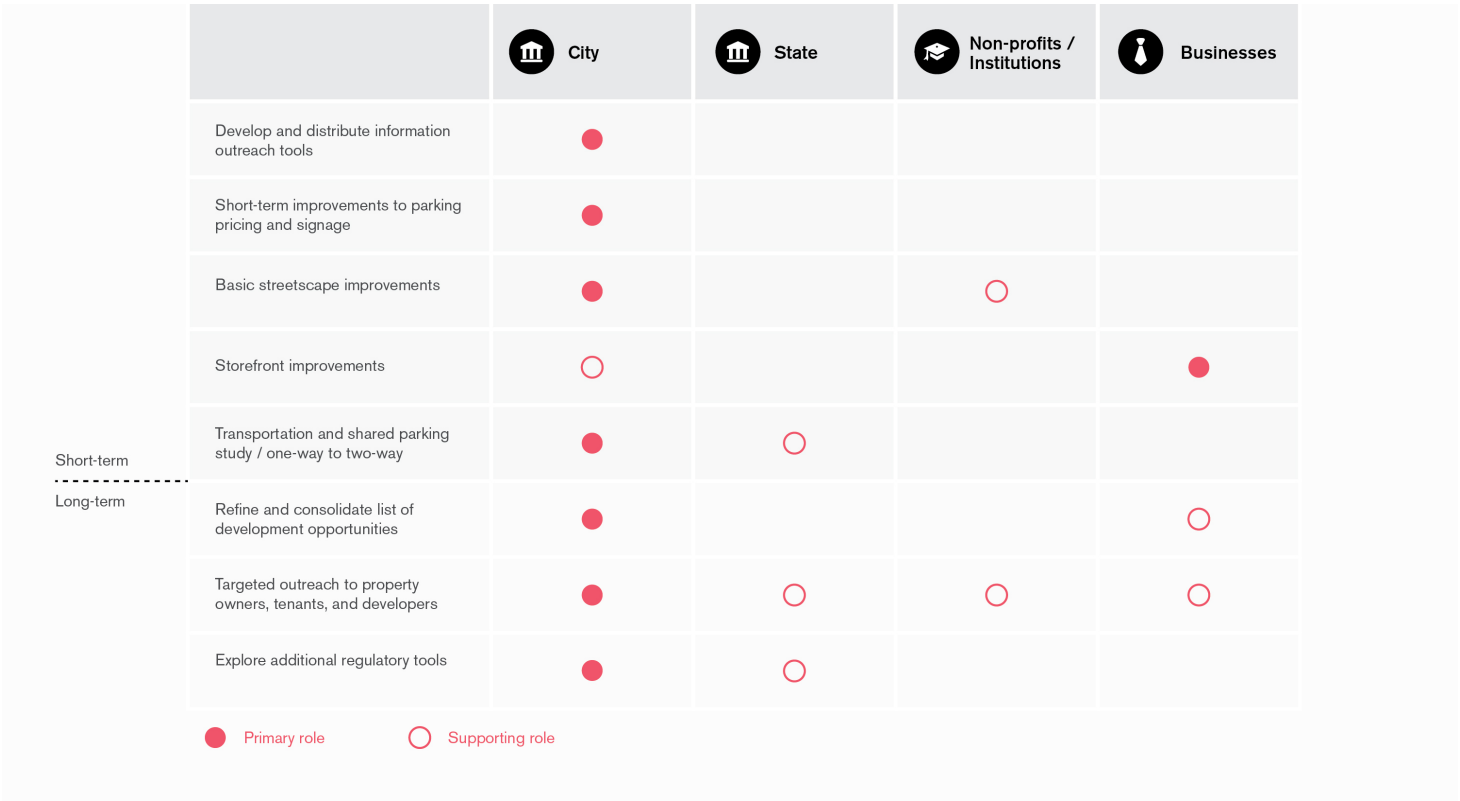 City
State
Non-profits /
Institutions
Businesses
Develop and distribute information
outreach tools
Short-term improvements to parking
pricing and signage
Basic streetscape improvements
Storefront improvements
Transportation and shared parking
study / one-way to two-way
Short-term
Long-term
Refine and consolidate list of
development opportunities
Targeted outreach to property
owners, tenants, and developers
Explore additional regulatory tools
Primary role
Supporting role